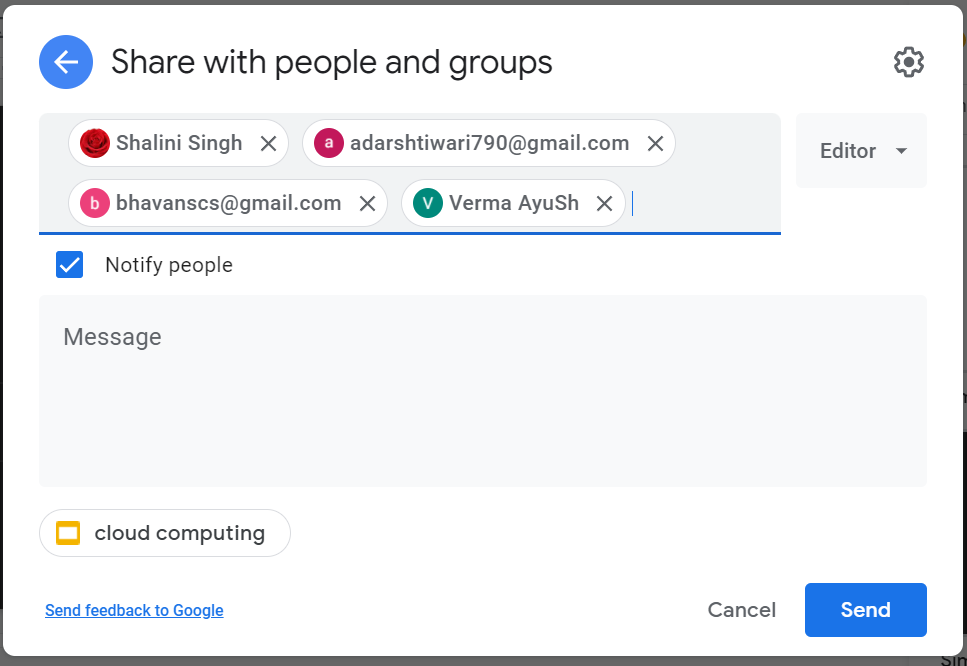 Share with people and groups
Shalini Singh a adarshtiwari790@gmail.com
Editor
b bhavanscs@gmail.com V Verma AyuSh
Notify people
Message
cloud computing
Send feedback to Google
Cancel Send